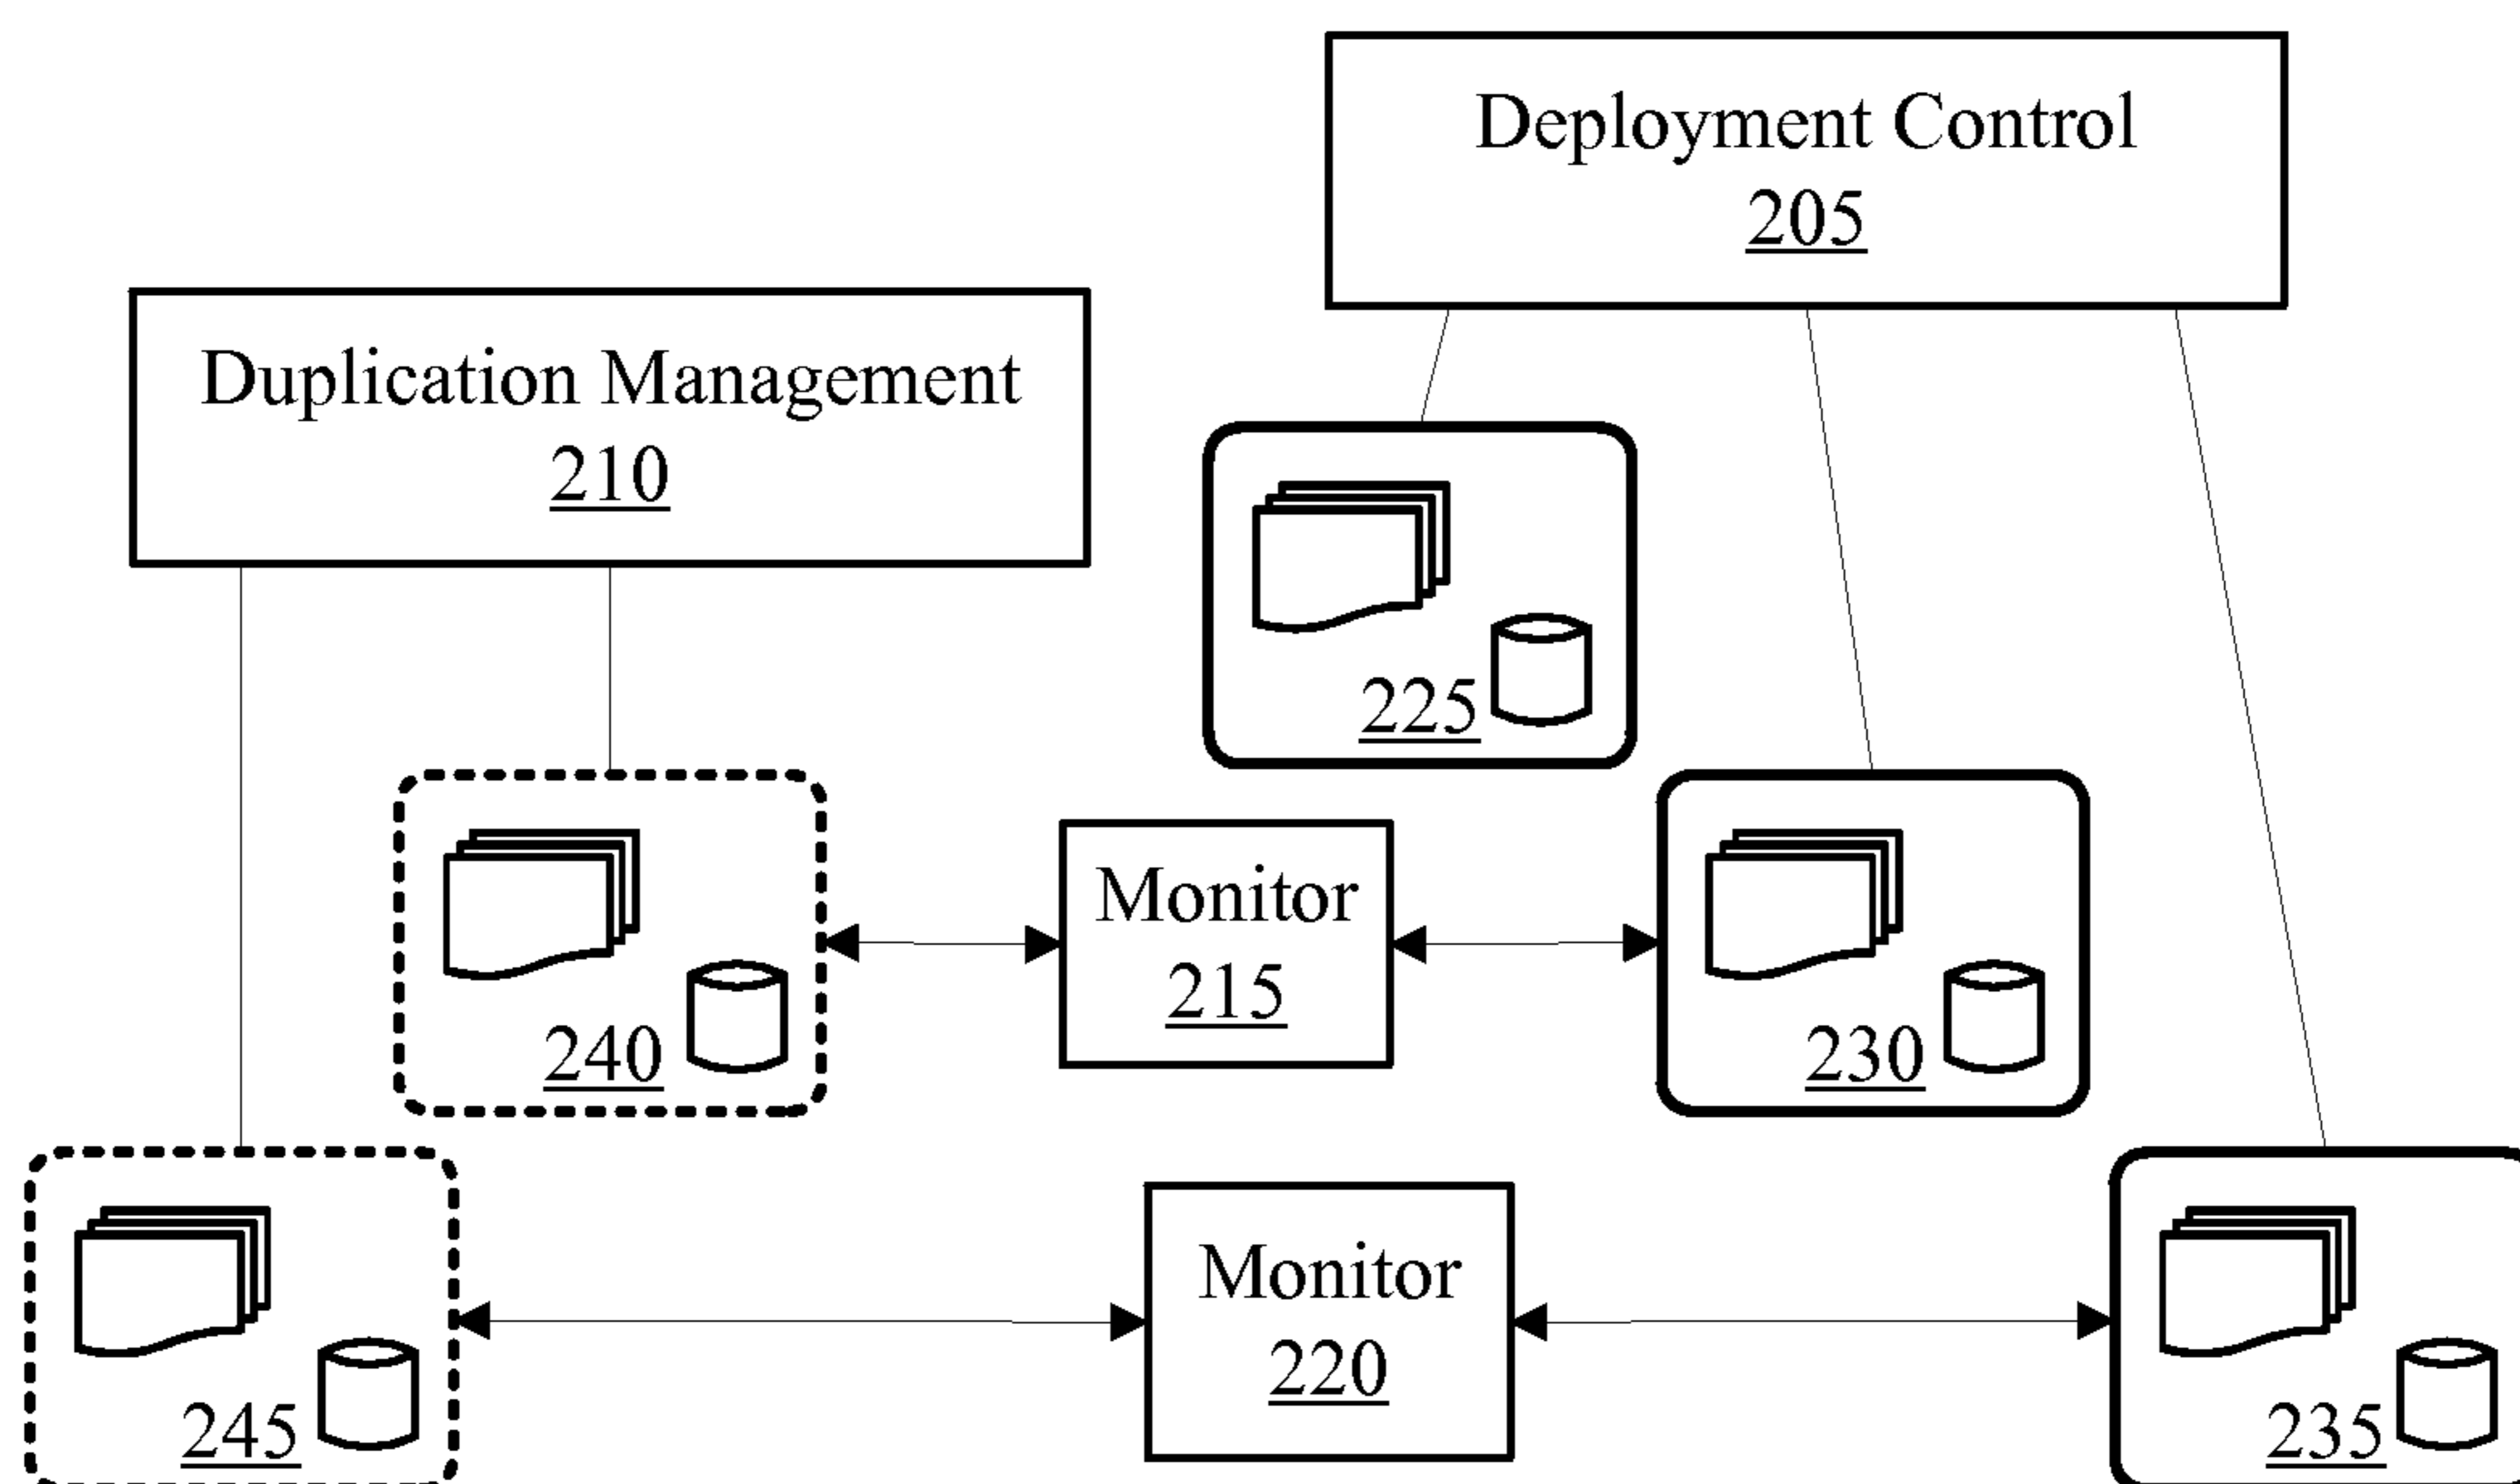 Deployment Control
205
Duplication Management
210
225
Monitor
215
240
230
Monitor
220
245
235